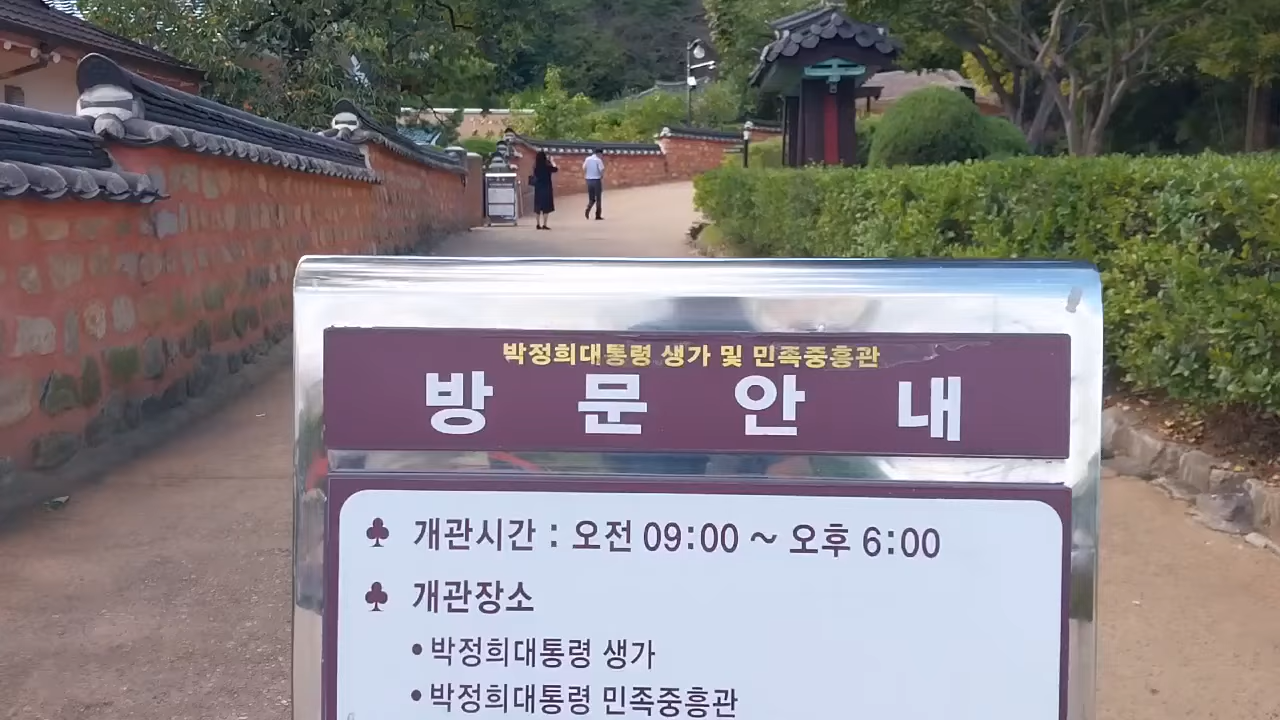 박정희대통령 생가 및 민족중흥관
방문안내
♣ 개관시간 : 오전 09:00 ~ 오후 6:00
♣ 개관장소
• 박정희대통령 생가
• 박정희대통령 민족중흥관